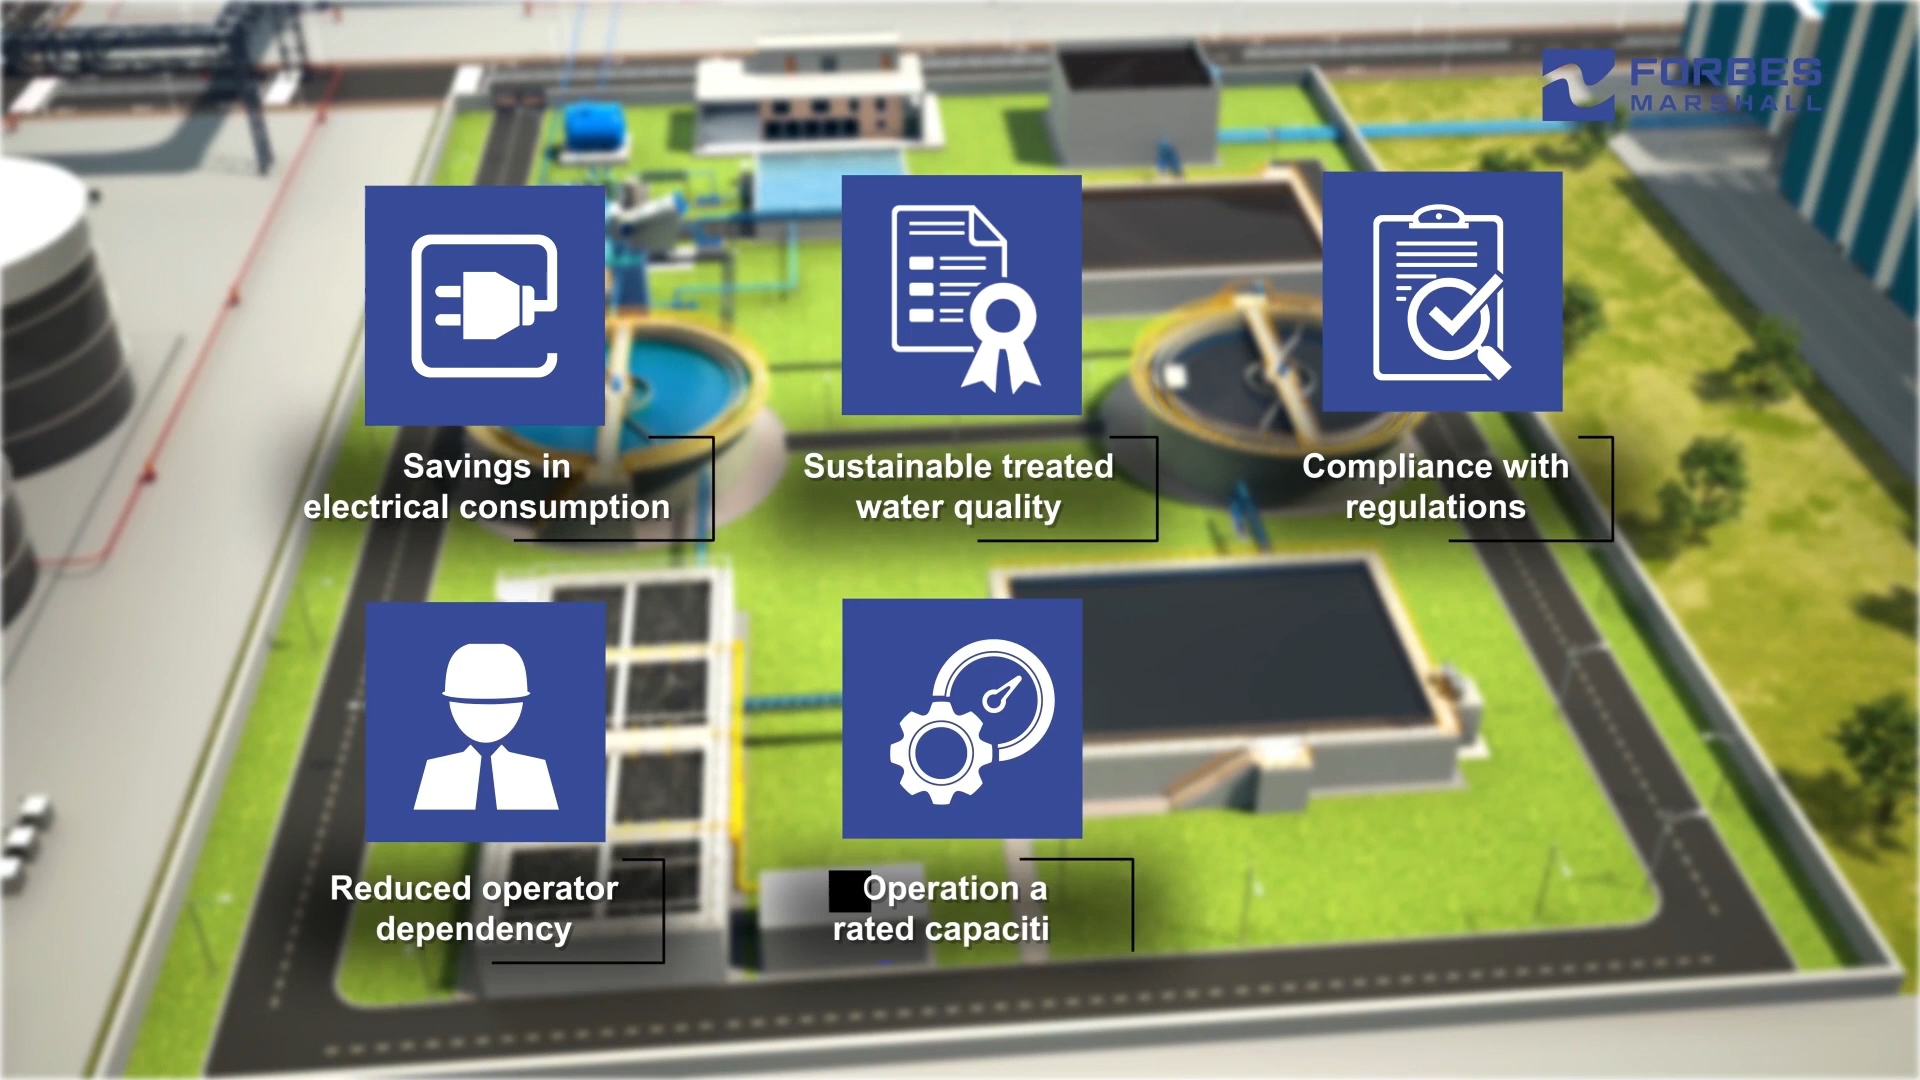 FORBES
MARSHALL
Savings in
electrical consumption
Sustainable treated
water quality
Compliance with
regulations
Reduced operator
dependency
Operation a
rated capaciti